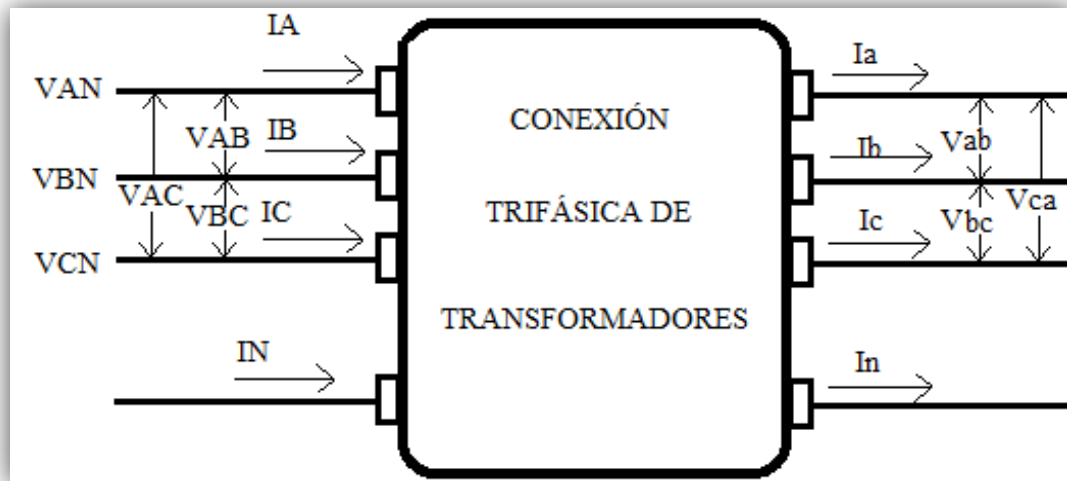 IA
VAN
VAB
IB
VBN
VAC
VBC
IC
VCN
IN
CONEXIÓN
TRIFÁSICA DE
TRANSFORMADORES
Ia
Vab
Ib
Vca
Vbc
Ic
In